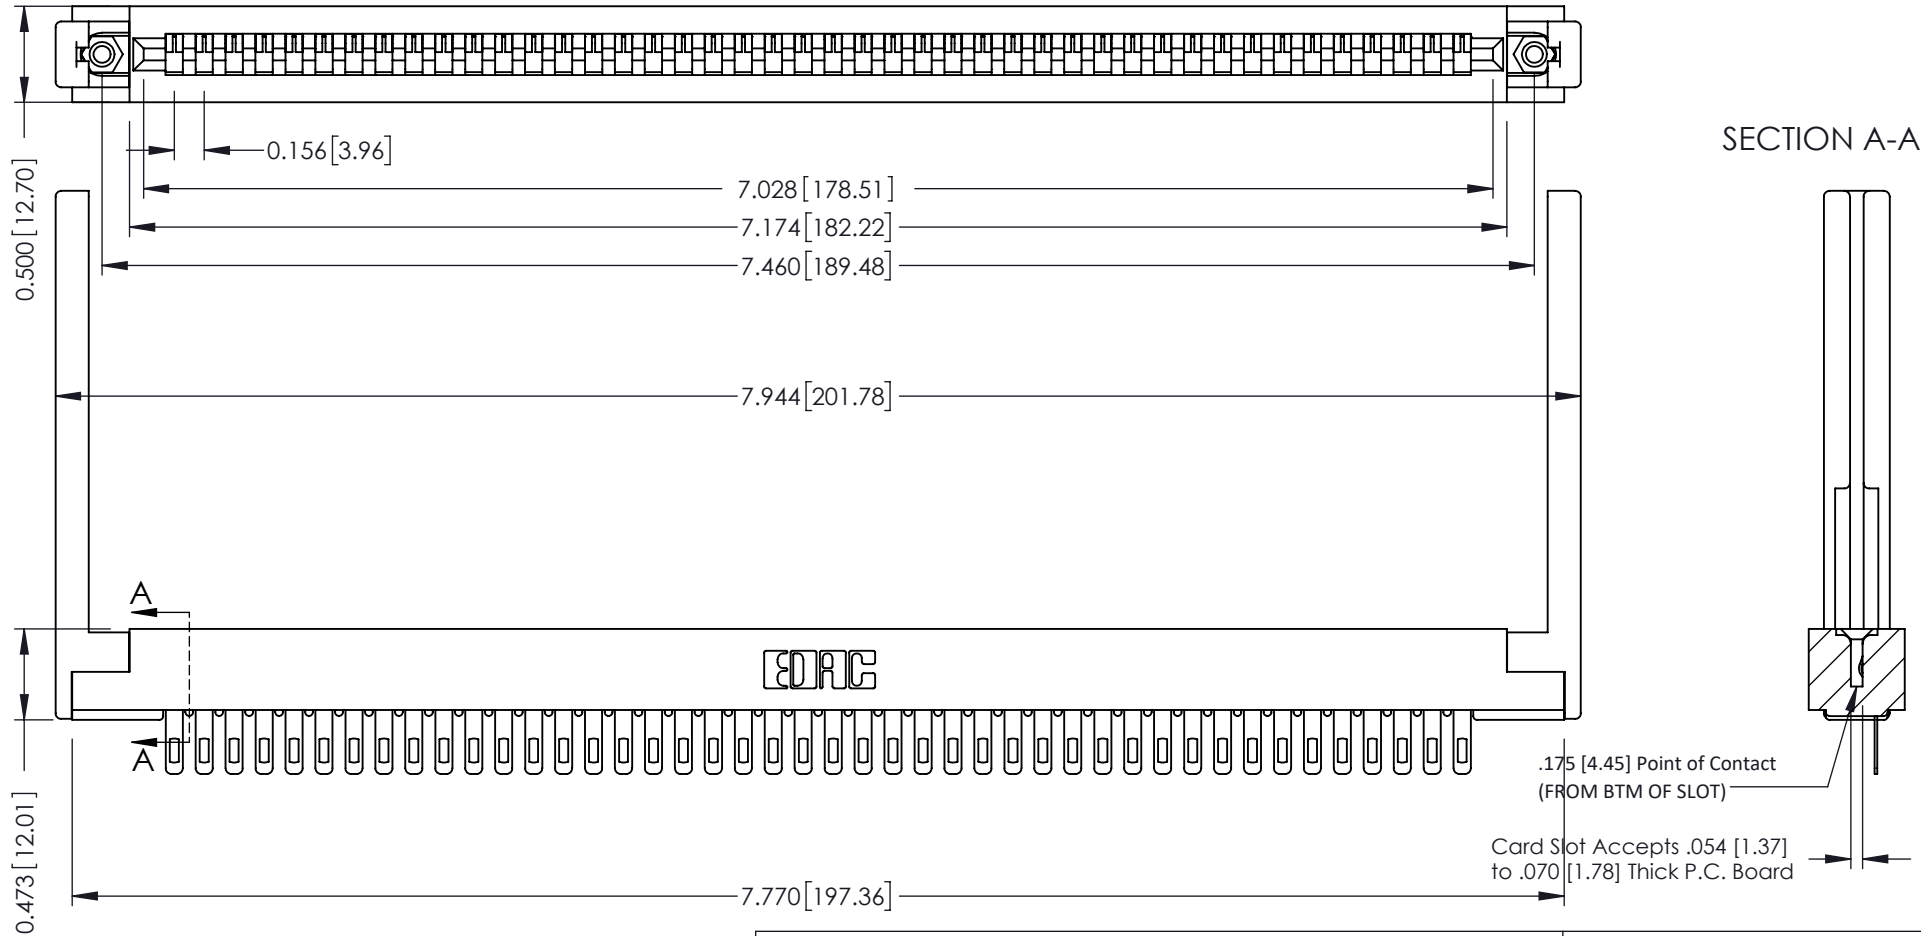 0.156[3.96]
SECTION A-A
7.028[178.51]
0.500[12.70]
7.174[182.22]
7.460[189.48]
7.944[201.78]
A
EDAC
A
.175 [4.45] Point of Contact
(FROM BTM OF SLOT)
0.473[12.01]
Card Slot Accepts .054 [1.37]
to .070 [1.78] Thick P.C. Board
7.770[197.36]